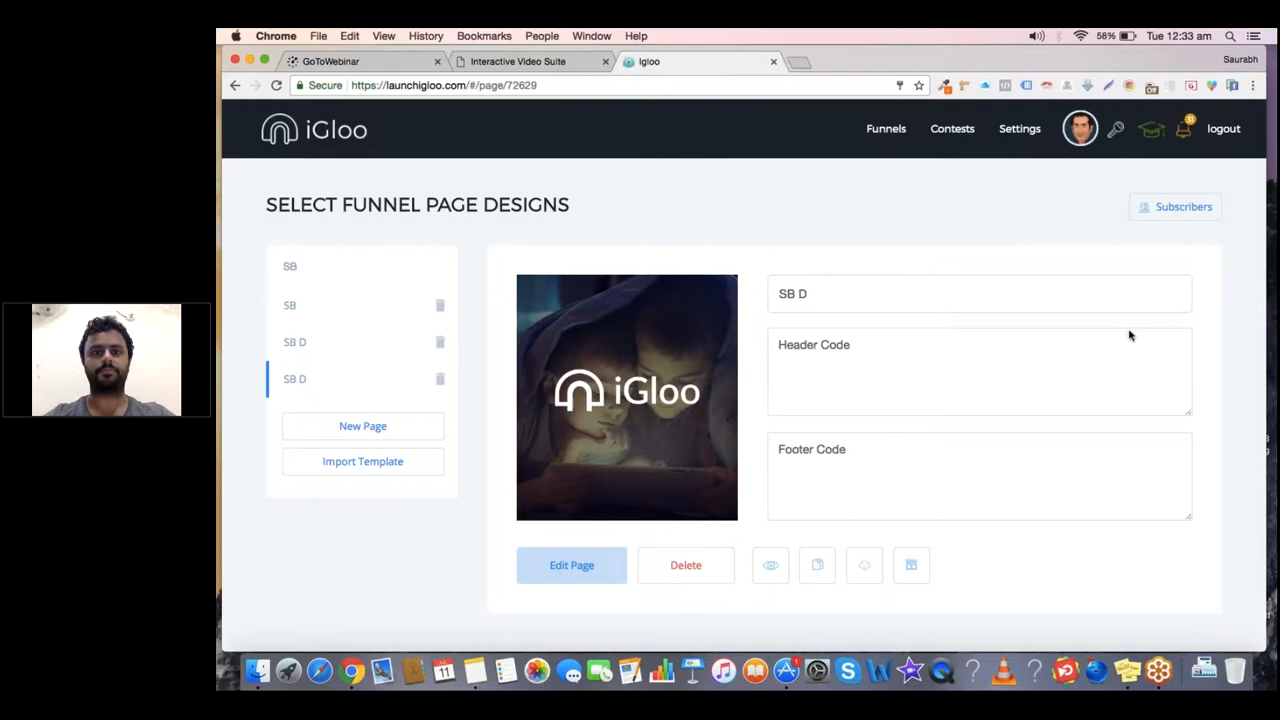 Chrome File Edit View History Bookmarks People Window Help 58% Tue 12:33 am
GoToWebinar Interactive Video Suite Igloo Saurabh
Secure https://launchigloo.com/#/page/72629
iGloo Funnels Contests Settings 31 logout
SELECT FUNNEL PAGE DESIGNS
Subscribers
SB
SB
SB D
SB D
New Page
Import Template
iGloo
SB D
Header Code
Footer Code
Edit Page Delete
11